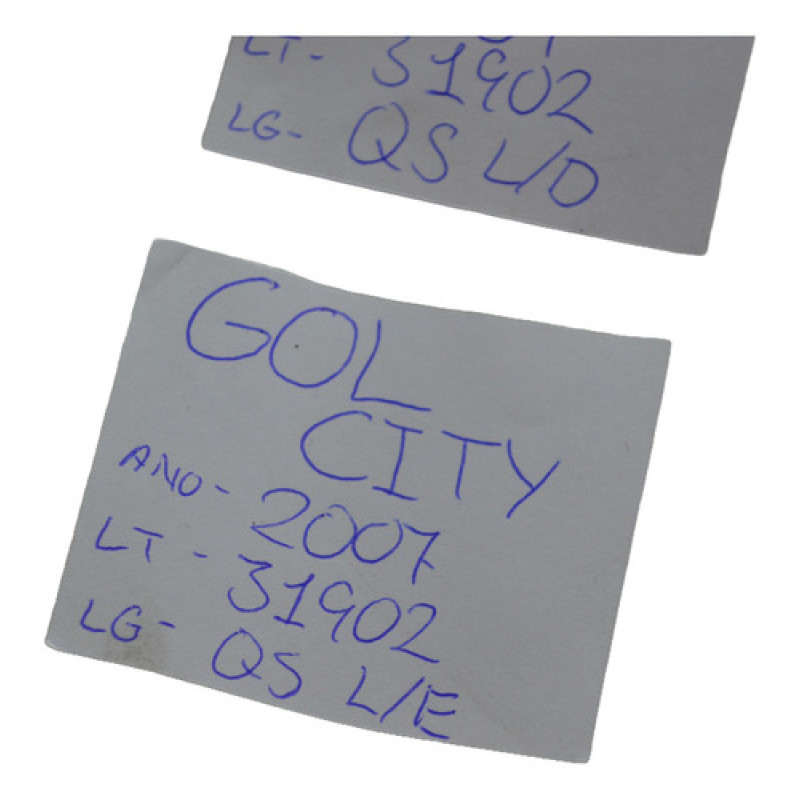 LT- 31902
LG- QS L/D
GOL
CITY
ANO- 2007
LT - 31902
LG- QS L/E